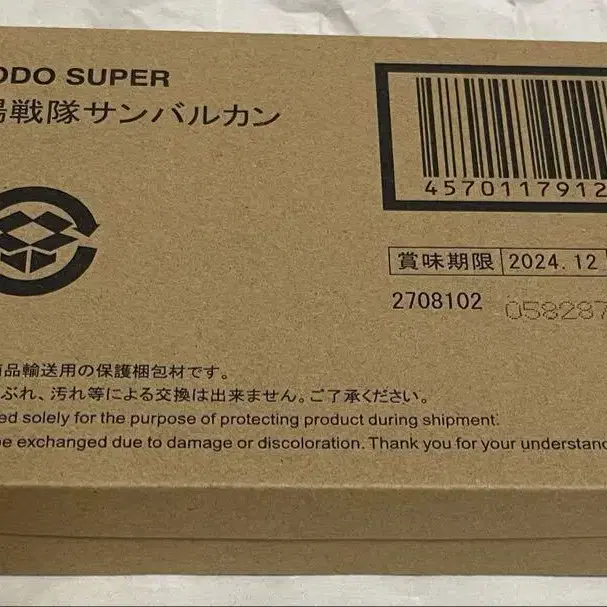 ODO SUPER
陽戦隊サンバルカン
4570117912
賞味期限 2024.12
2708102 058287
商品輸送用の保護梱包材です。
ぶれ、汚れ等による交換は出来ません。ご了承ください。
ed solely for the purpose of protecting product during shipment.
be exchanged due to damage or discoloration. Thank you for your understand